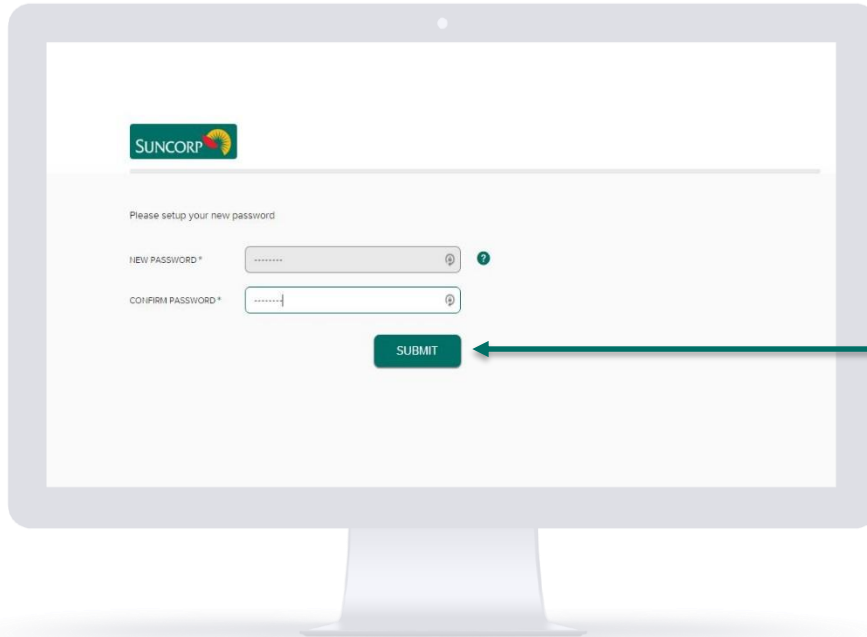 SUNCORP
Please setup your new password
NEW PASSWORD*
--------
?
CONFIRM PASSWORD*
--------
SUBMIT